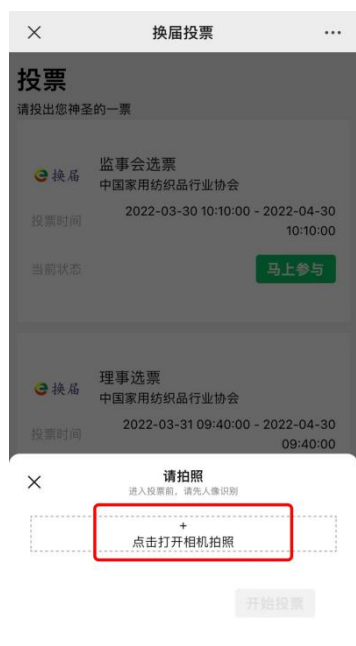 换届投票
投票
请投出您神圣的一票
换届
监事会选票
中国家用纺织品行业协会
投票时间
2022-03-30 10:10:00 - 2022-04-30
10:10:00
当前状态
马上参与
换届
理事选票
中国家用纺织品行业协会
投票时间
2022-03-31 09:40:00 - 2022-04-30
09:40:00
请拍照
进入投票前，请先人像识别
+
点击打开相机拍照
开始投票